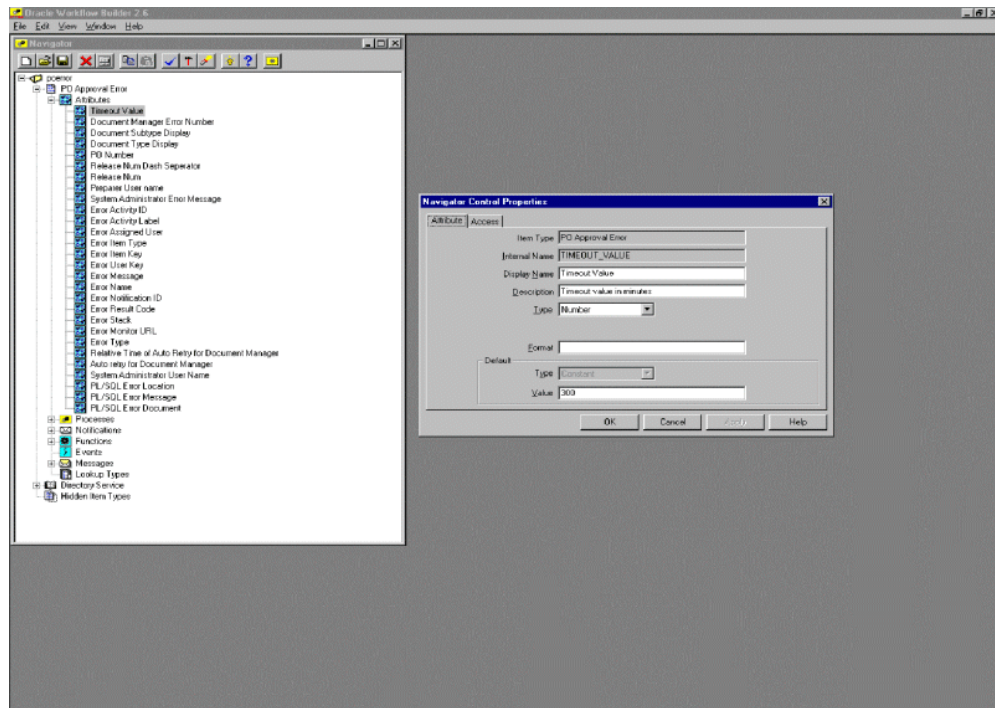 Oracle Workflow Builder 2.6
File Edit View Window Help
Navigator
poerror
PO Approval Error
Attributes
Timeout Value
Document Manager Error Number
Document Subtype Display
Document Type Display
PO Number
Release Num Dash Seperator
Release Num
Preparer User name
System Administrator Error Message
Error Activity ID
Error Activity Label
Error Assigned User
Error Item Type
Error Item Key
Error User Key
Error Message
Error Name
Error Notification ID
Error Result Code
Error Stack
Error Monitor URL
Error Type
Relative Time of Auto Retry for Document Manager
Auto retry for Document Manager
System Administrator User Name
PL/SQL Error Location
PL/SQL Error Message
PL/SQL Error Document
Processes
Notifications
Functions
Events
Messages
Lookup Types
Directory Service
Hidden Item Types
Navigator Control Properties
Attribute Access
Item Type PO Approval Error
Internal Name TIMEOUT_VALUE
Display Name Timeout Value
Description Timeout value in minutes
Type Number
Format
Default
Type Constant
Value 300
OK Cancel Apply Help